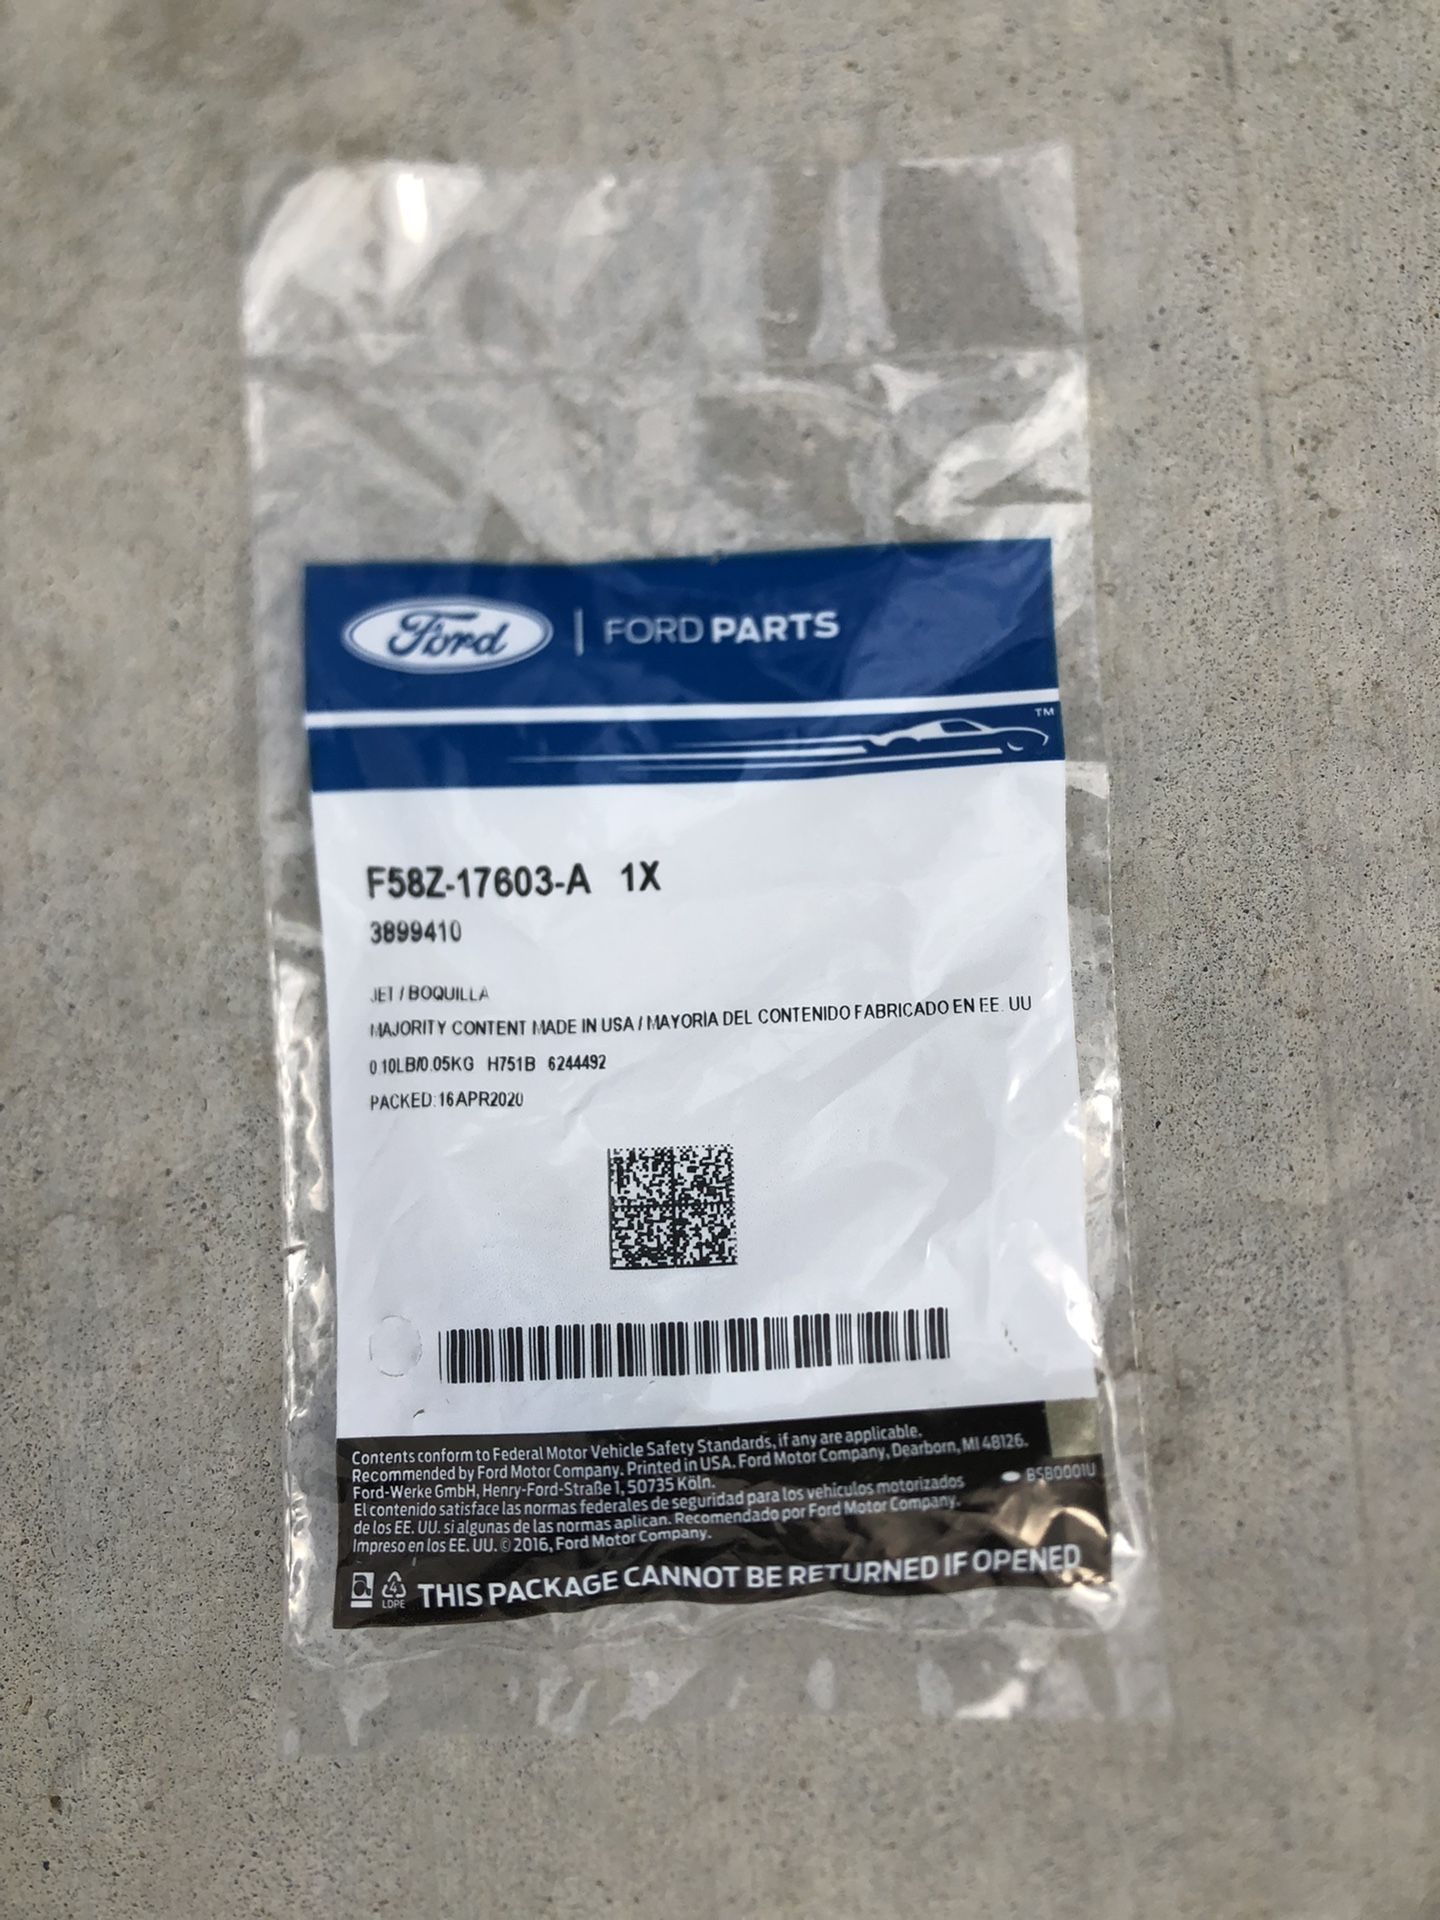 Ford | FORD PARTS
TM
F58Z-17603-A 1X
3899410
JET / BOQUILLA
MAJORITY CONTENT MADE IN USA / MAYORIA DEL CONTENIDO FABRICADO EN EE. UU
0.10LB/0.05KG H751B 6244492
PACKED: 16APR2020
Contents conform to Federal Motor Vehicle Safety Standards, if any are applicable.
Recommended by Ford Motor Company. Printed in USA. Ford Motor Company, Dearborn, MI 48126.
Ford-Werke GmbH, Henry-Ford-Straße 1, 50735 Köln.
El contenido satisface las normas federales de seguridad para los vehículos motorizados
de los EE. UU. si algunas de las normas aplican. Recomendado por Ford Motor Company.
Impreso en los EE. UU. © 2016, Ford Motor Company.
BSB0001U
4
LDPE
THIS PACKAGE CANNOT BE RETURNED IF OPENED